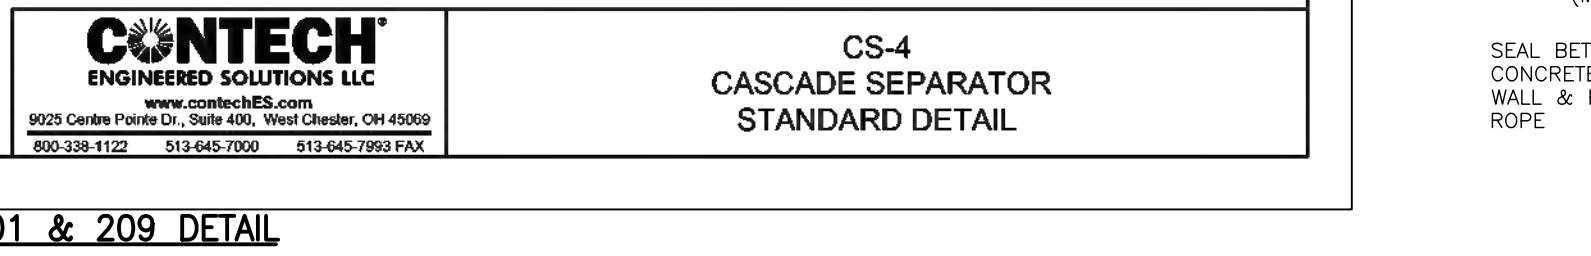 CONTECH®
ENGINEERED SOLUTIONS LLC
www.contechES.com
9025 Centre Pointe Dr., Suite 400, West Chester, OH 45069
800-338-1122 513-645-7000 513-645-7993 FAX
CS-4
CASCADE SEPARATOR
STANDARD DETAIL
SEAL BET
CONCRETE
WALL &
ROPE
01 & 209 DETAIL